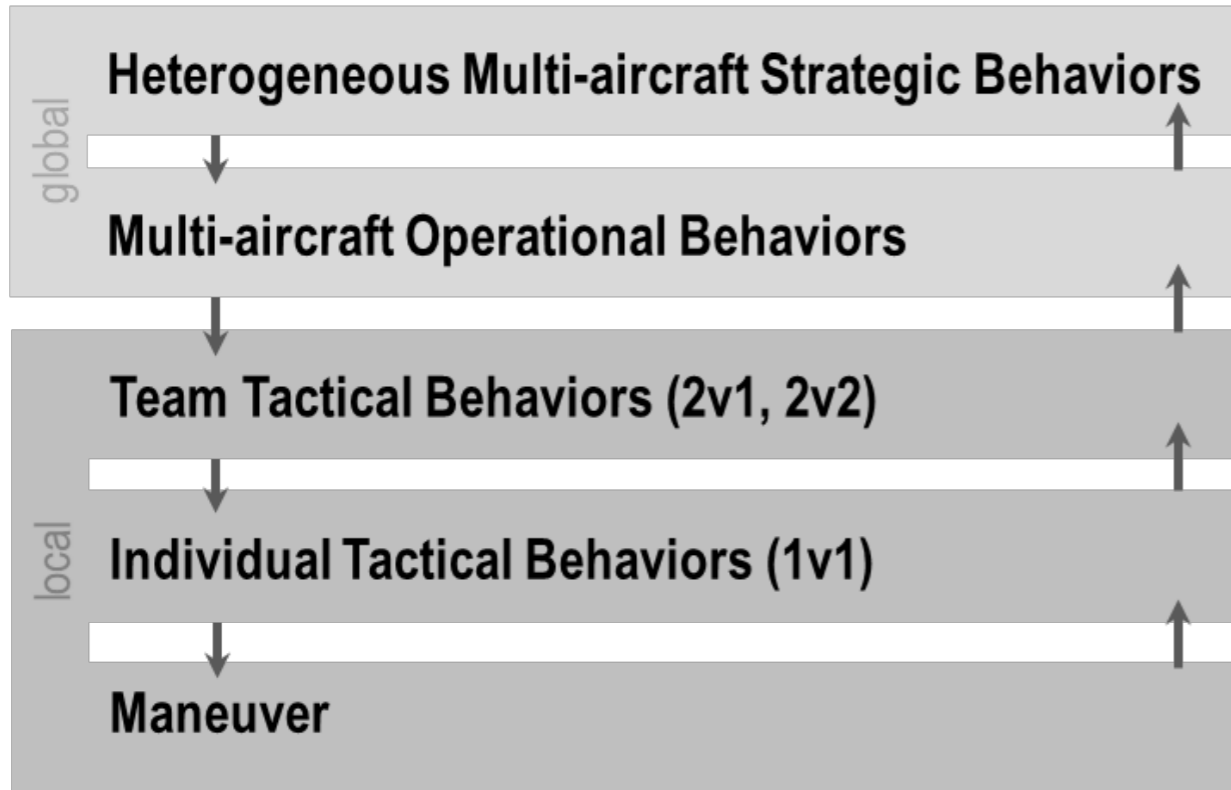 Heterogeneous Multi-aircraft Strategic Behaviors
global
Multi-aircraft Operational Behaviors
Team Tactical Behaviors (2v1, 2v2)
local
Individual Tactical Behaviors (1v1)
Maneuver